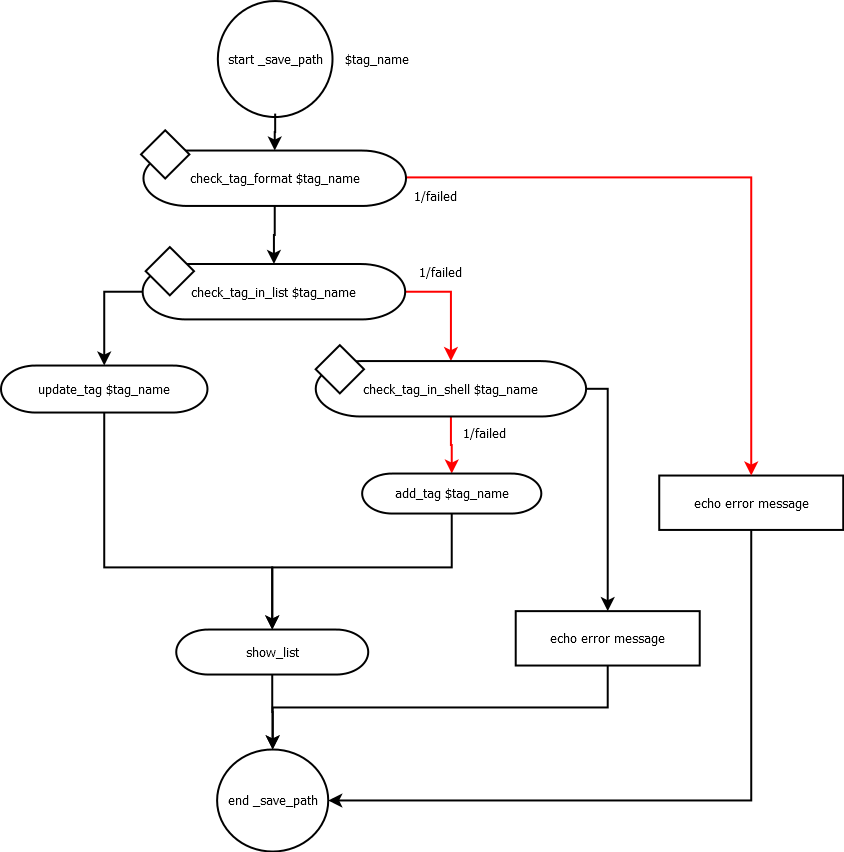 start _save_path
$tag_name
check_tag_format $tag_name
1/failed
1/failed
check_tag_in_list $tag_name
update_tag $tag_name
check_tag_in_shell $tag_name
1/failed
add_tag $tag_name
echo error message
echo error message
show_list
end _save_path